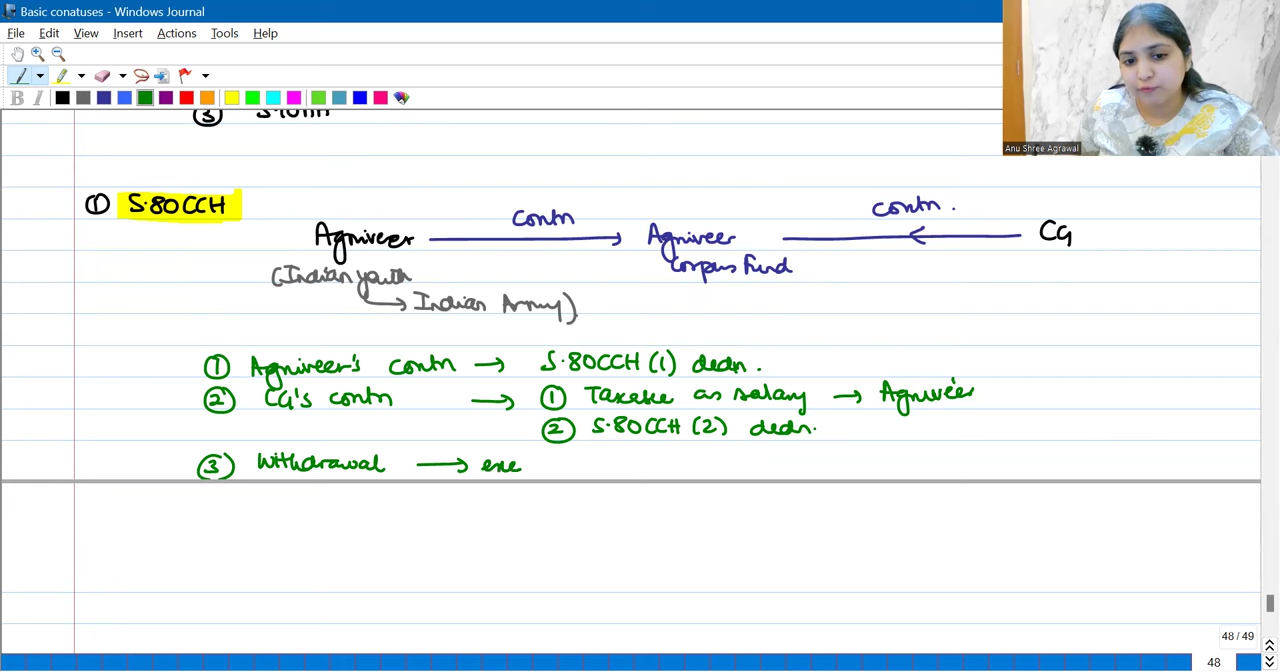 Basic conatuses - Windows Journal
File Edit View Insert Actions Tools Help
B I
Anu Shree Agrawal
① S.80CCH
Contn
contn.
Agniveer
Agniveer
CG
Corpus Fund
(Indian youth
Indian Army)
① Agniveer's contn → S.80CCH (1) dedn.
② CG's contn → ① Taxable as salary → Agniveer
② S.80CCH (2) dedn.
③ Withdrawal → exe
48 / 49
48